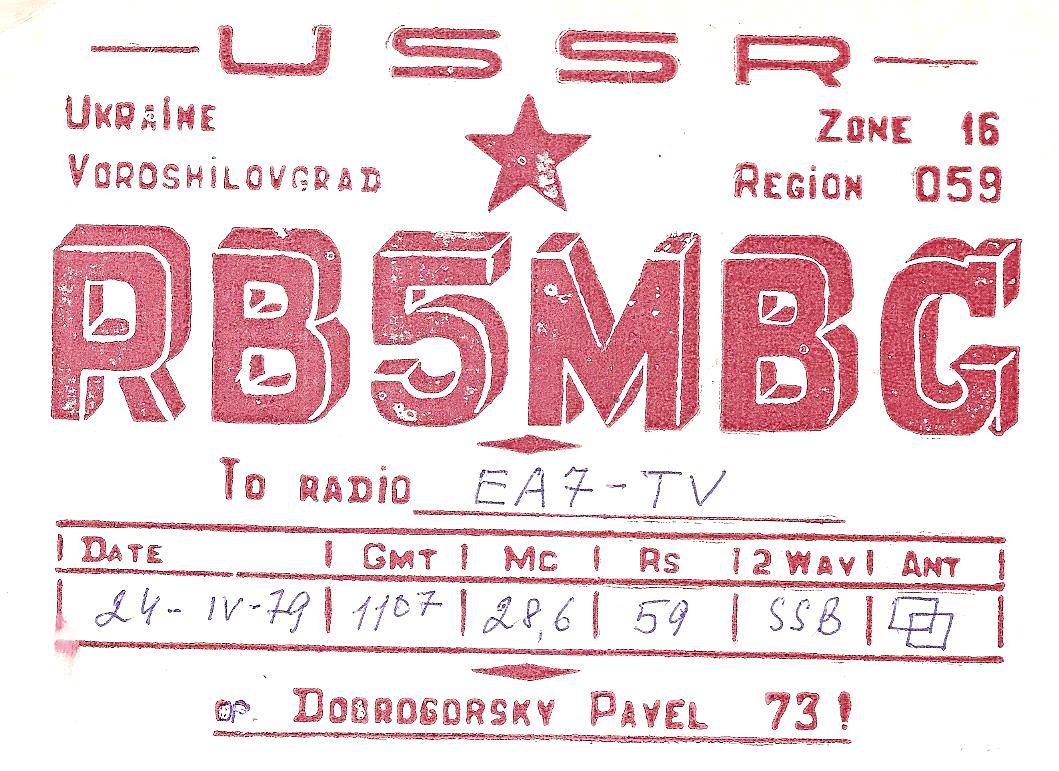 — USSR —
UKRAINE ZONE 16
VOROSHILOVGRAD REGION 059
RB5MBG
TO RADIO EA7-TV
DATE | GMT | MC | RS | 2 WAY | ANT
24-IV-79 | 1107 | 28,6 | 59 | SSB |
OP. DOBROGORSKY PAVEL 73!